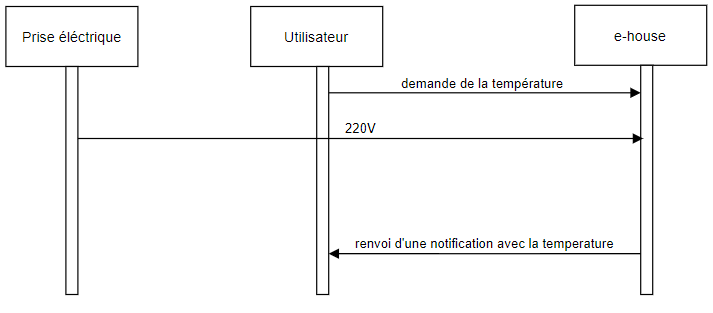 Prise éléctrique
Utilisateur
e-house
demande de la température
220V
renvoi d'une notification avec la temperature